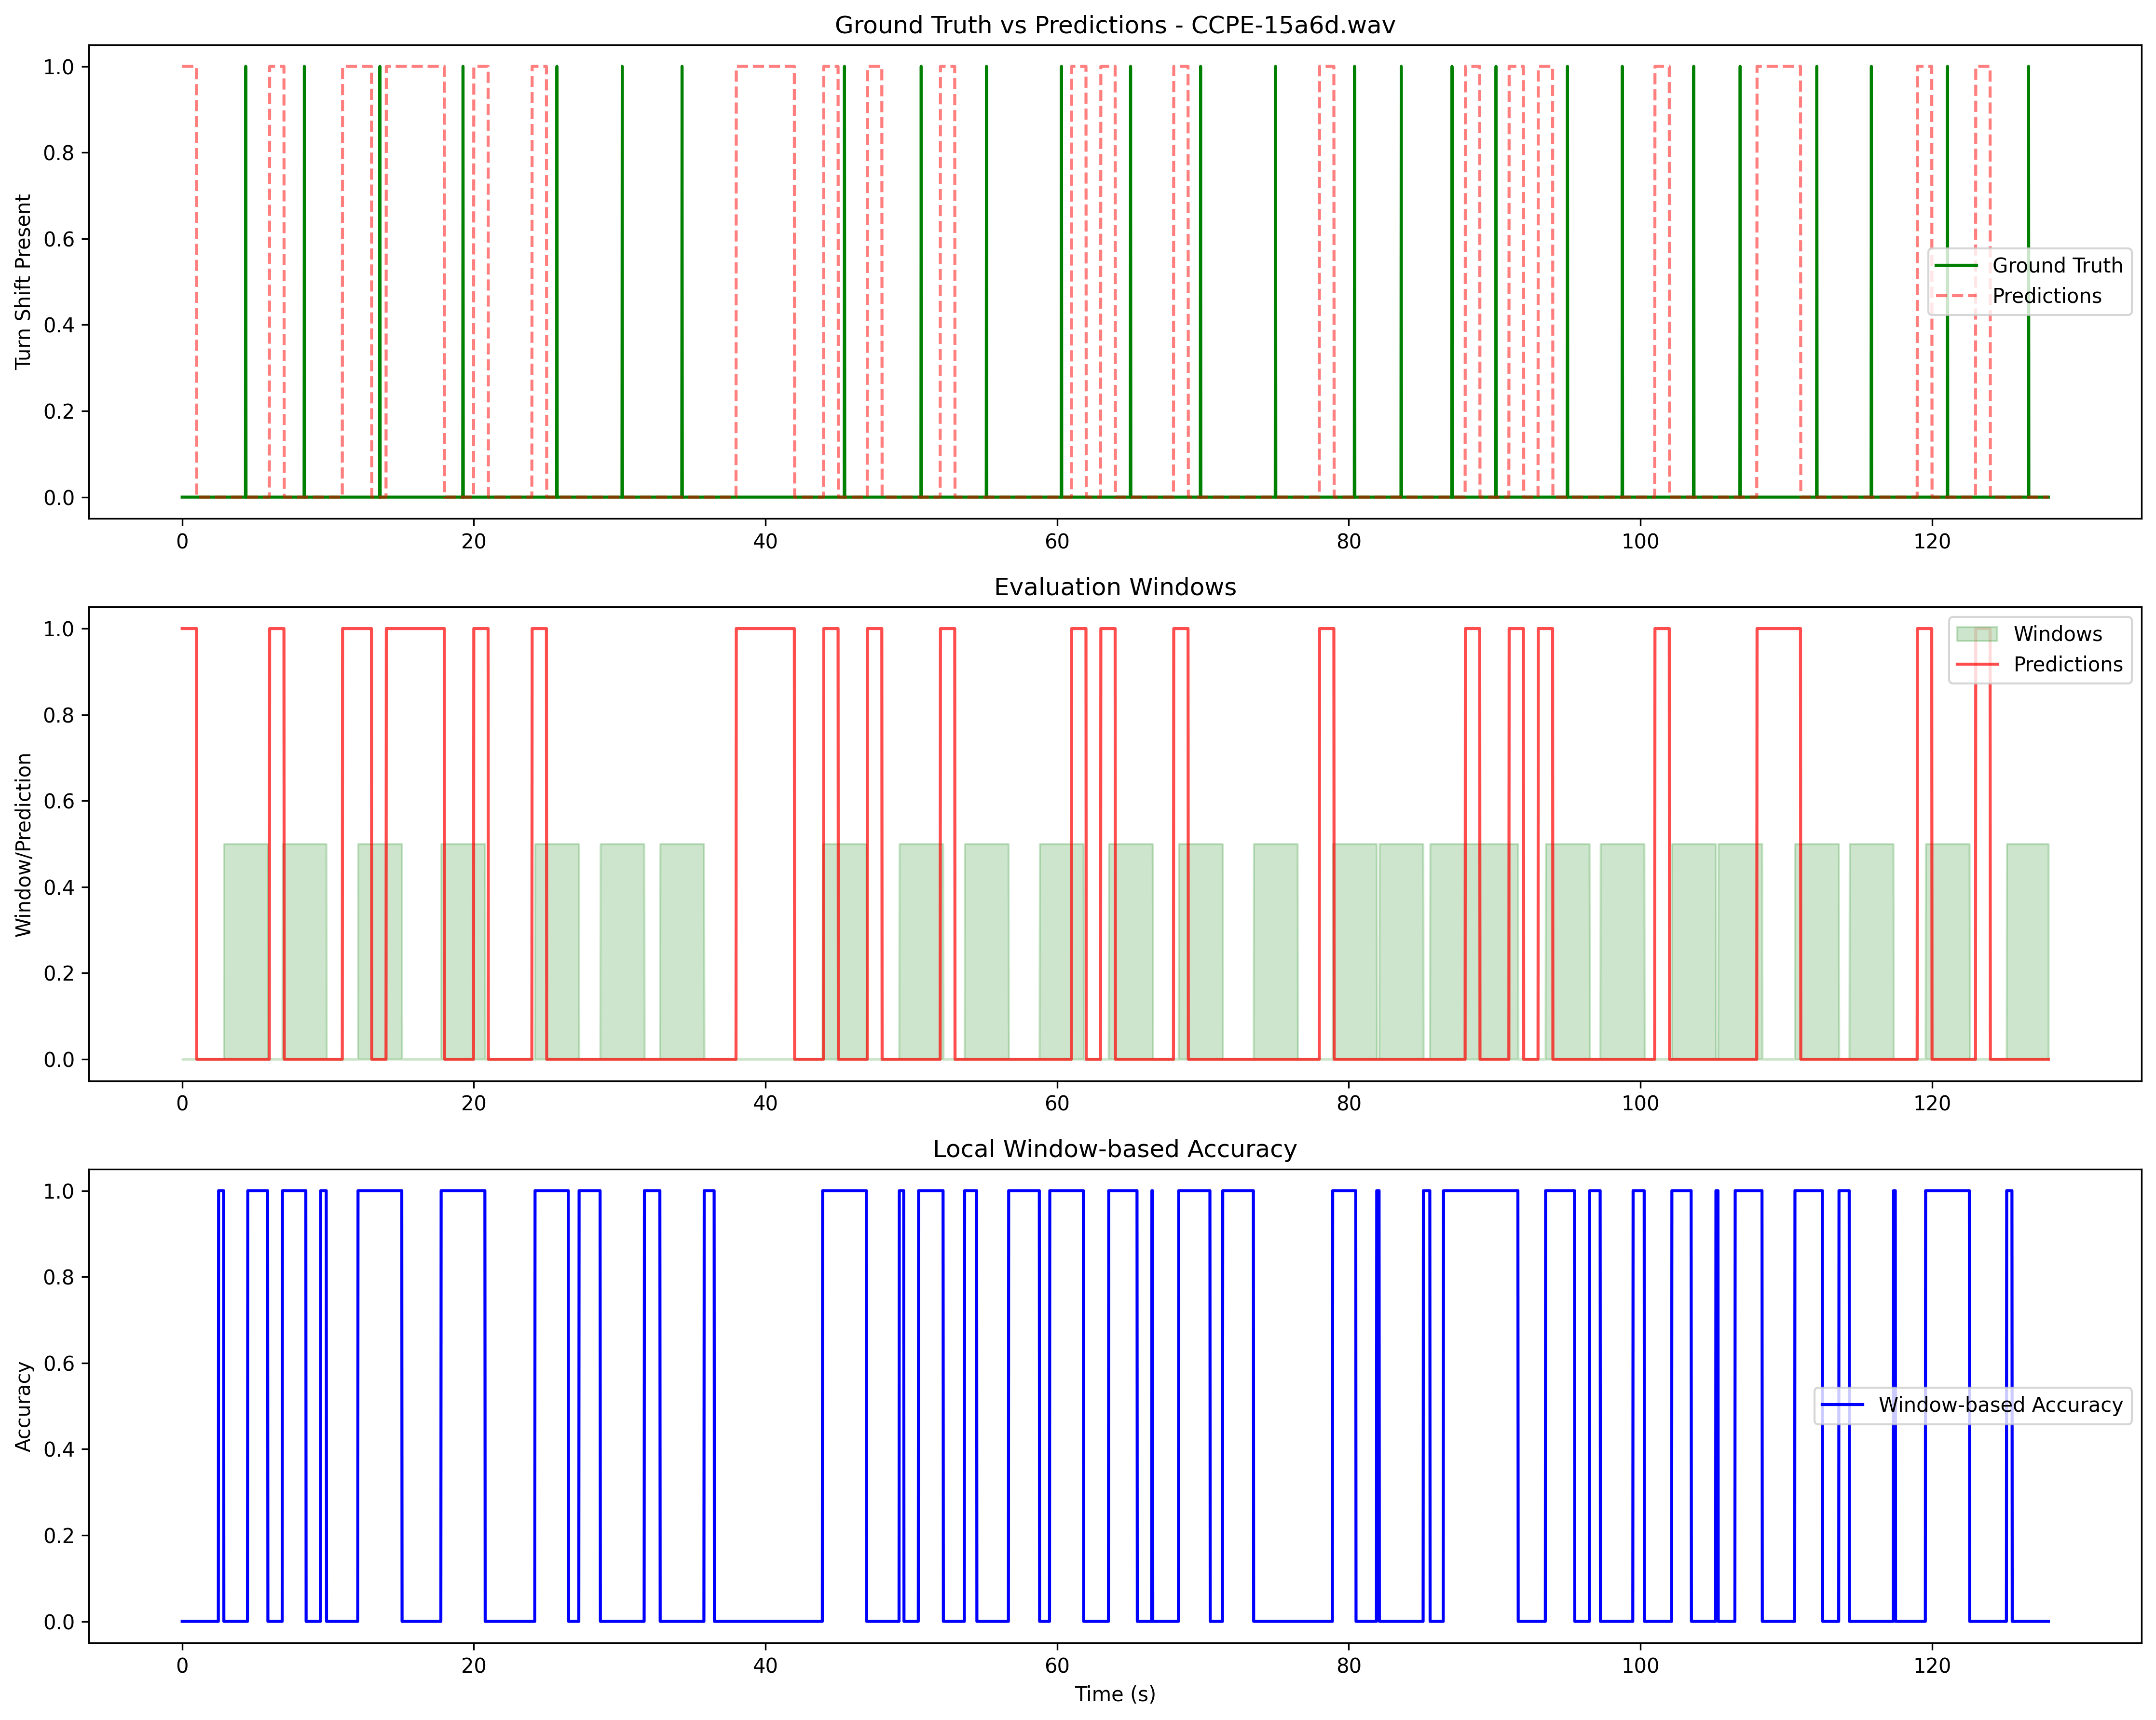 Ground Truth vs Predictions - CCPE-15a6d.wav
1.0
0.8
0.6
0.4
0.2
0.0
Turn Shift Present
Ground Truth
Predictions
0 20 40 60 80 100 120
Evaluation Windows
1.0
0.8
0.6
0.4
0.2
0.0
Window/Prediction
Windows
Predictions
0 20 40 60 80 100 120
Local Window-based Accuracy
1.0
0.8
0.6
0.4
0.2
0.0
Accuracy
Window-based Accuracy
0 20 40 60 80 100 120
Time (s)